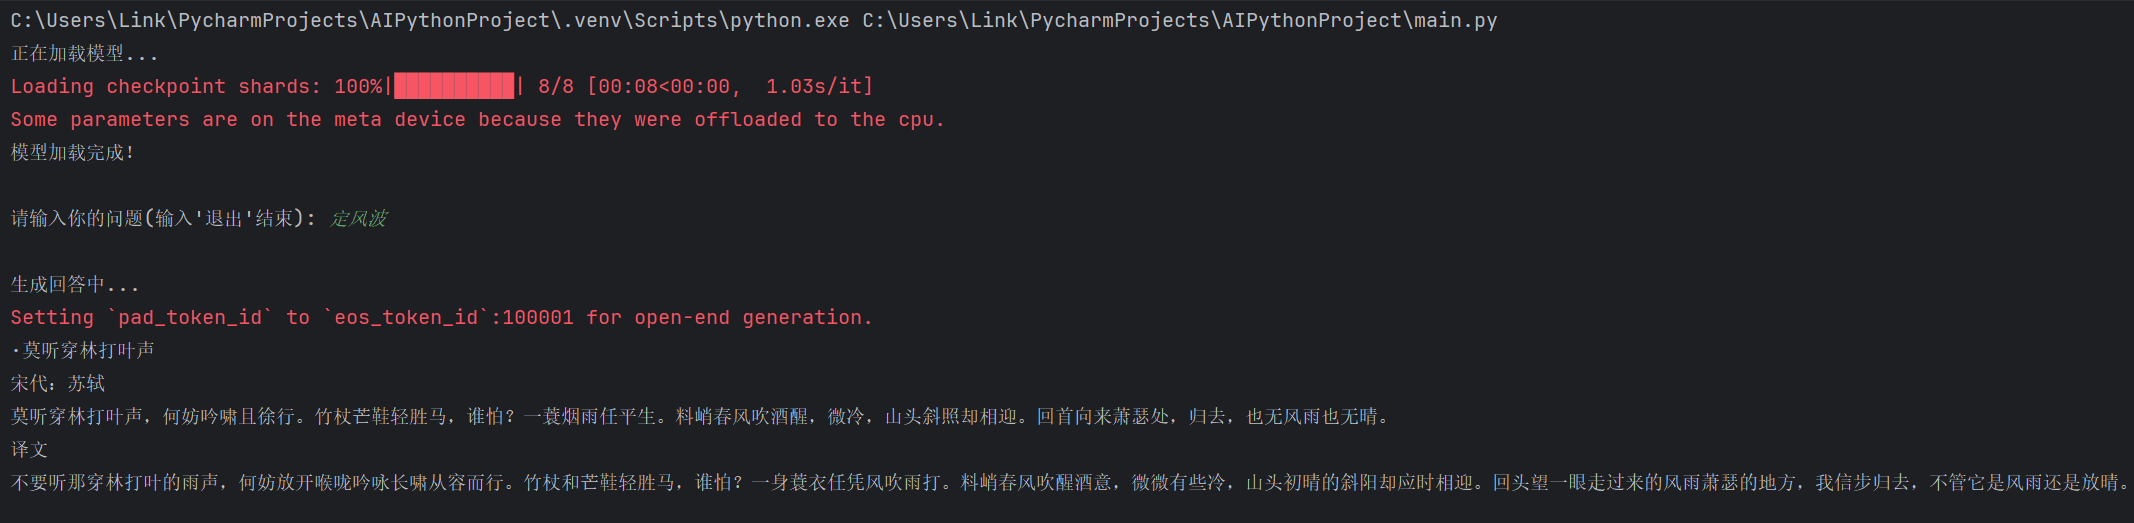 C:\Users\Link\PycharmProjects\AIPythonProject\.venv\Scripts\python.exe C:\Users\Link\PycharmProjects\AIPythonProject\main.py
正在加载模型...
Loading checkpoint shards: 100%|██████████| 8/8 [00:08<00:00,  1.03s/it]
Some parameters are on the meta device because they were offloaded to the cpu.
模型加载完成!
请输入你的问题(输入'退出'结束): 定风波
生成回答中...
Setting `pad_token_id` to `eos_token_id`:100001 for open-end generation.
·莫听穿林打叶声
宋代：苏轼
莫听穿林打叶声，何妨吟啸且徐行。竹杖芒鞋轻胜马，谁怕？一蓑烟雨任平生。料峭春风吹酒醒，微冷，山头斜照却相迎。回首向来萧瑟处，归去，也无风雨也无晴。
译文
不要听那穿林打叶的雨声，何妨放开喉咙吟咏长啸从容而行。竹杖和芒鞋轻胜马，谁怕？一身蓑衣任凭风吹雨打。料峭春风吹醒酒意，微微有些冷，山头初晴的斜阳却应时相迎。回头望一眼走过来的风雨萧瑟的地方，我信步归去，不管它是风雨还是放晴。